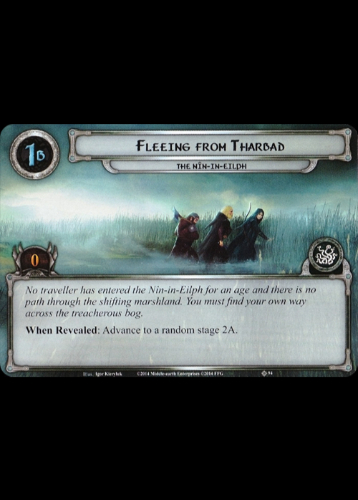 1B
FLEEING FROM THARBAD
THE NÎN-IN-EILPH
0
No traveller has entered the Nîn-in-Eilph for an age and there is
no path through the shifting marshland. You must find your own way
across the treacherous bog.
When Revealed: Advance to a random stage 2A.
Illus. Igor Kieryluk ©2014 Middle-earth Enterprises ©2014 FFG 94